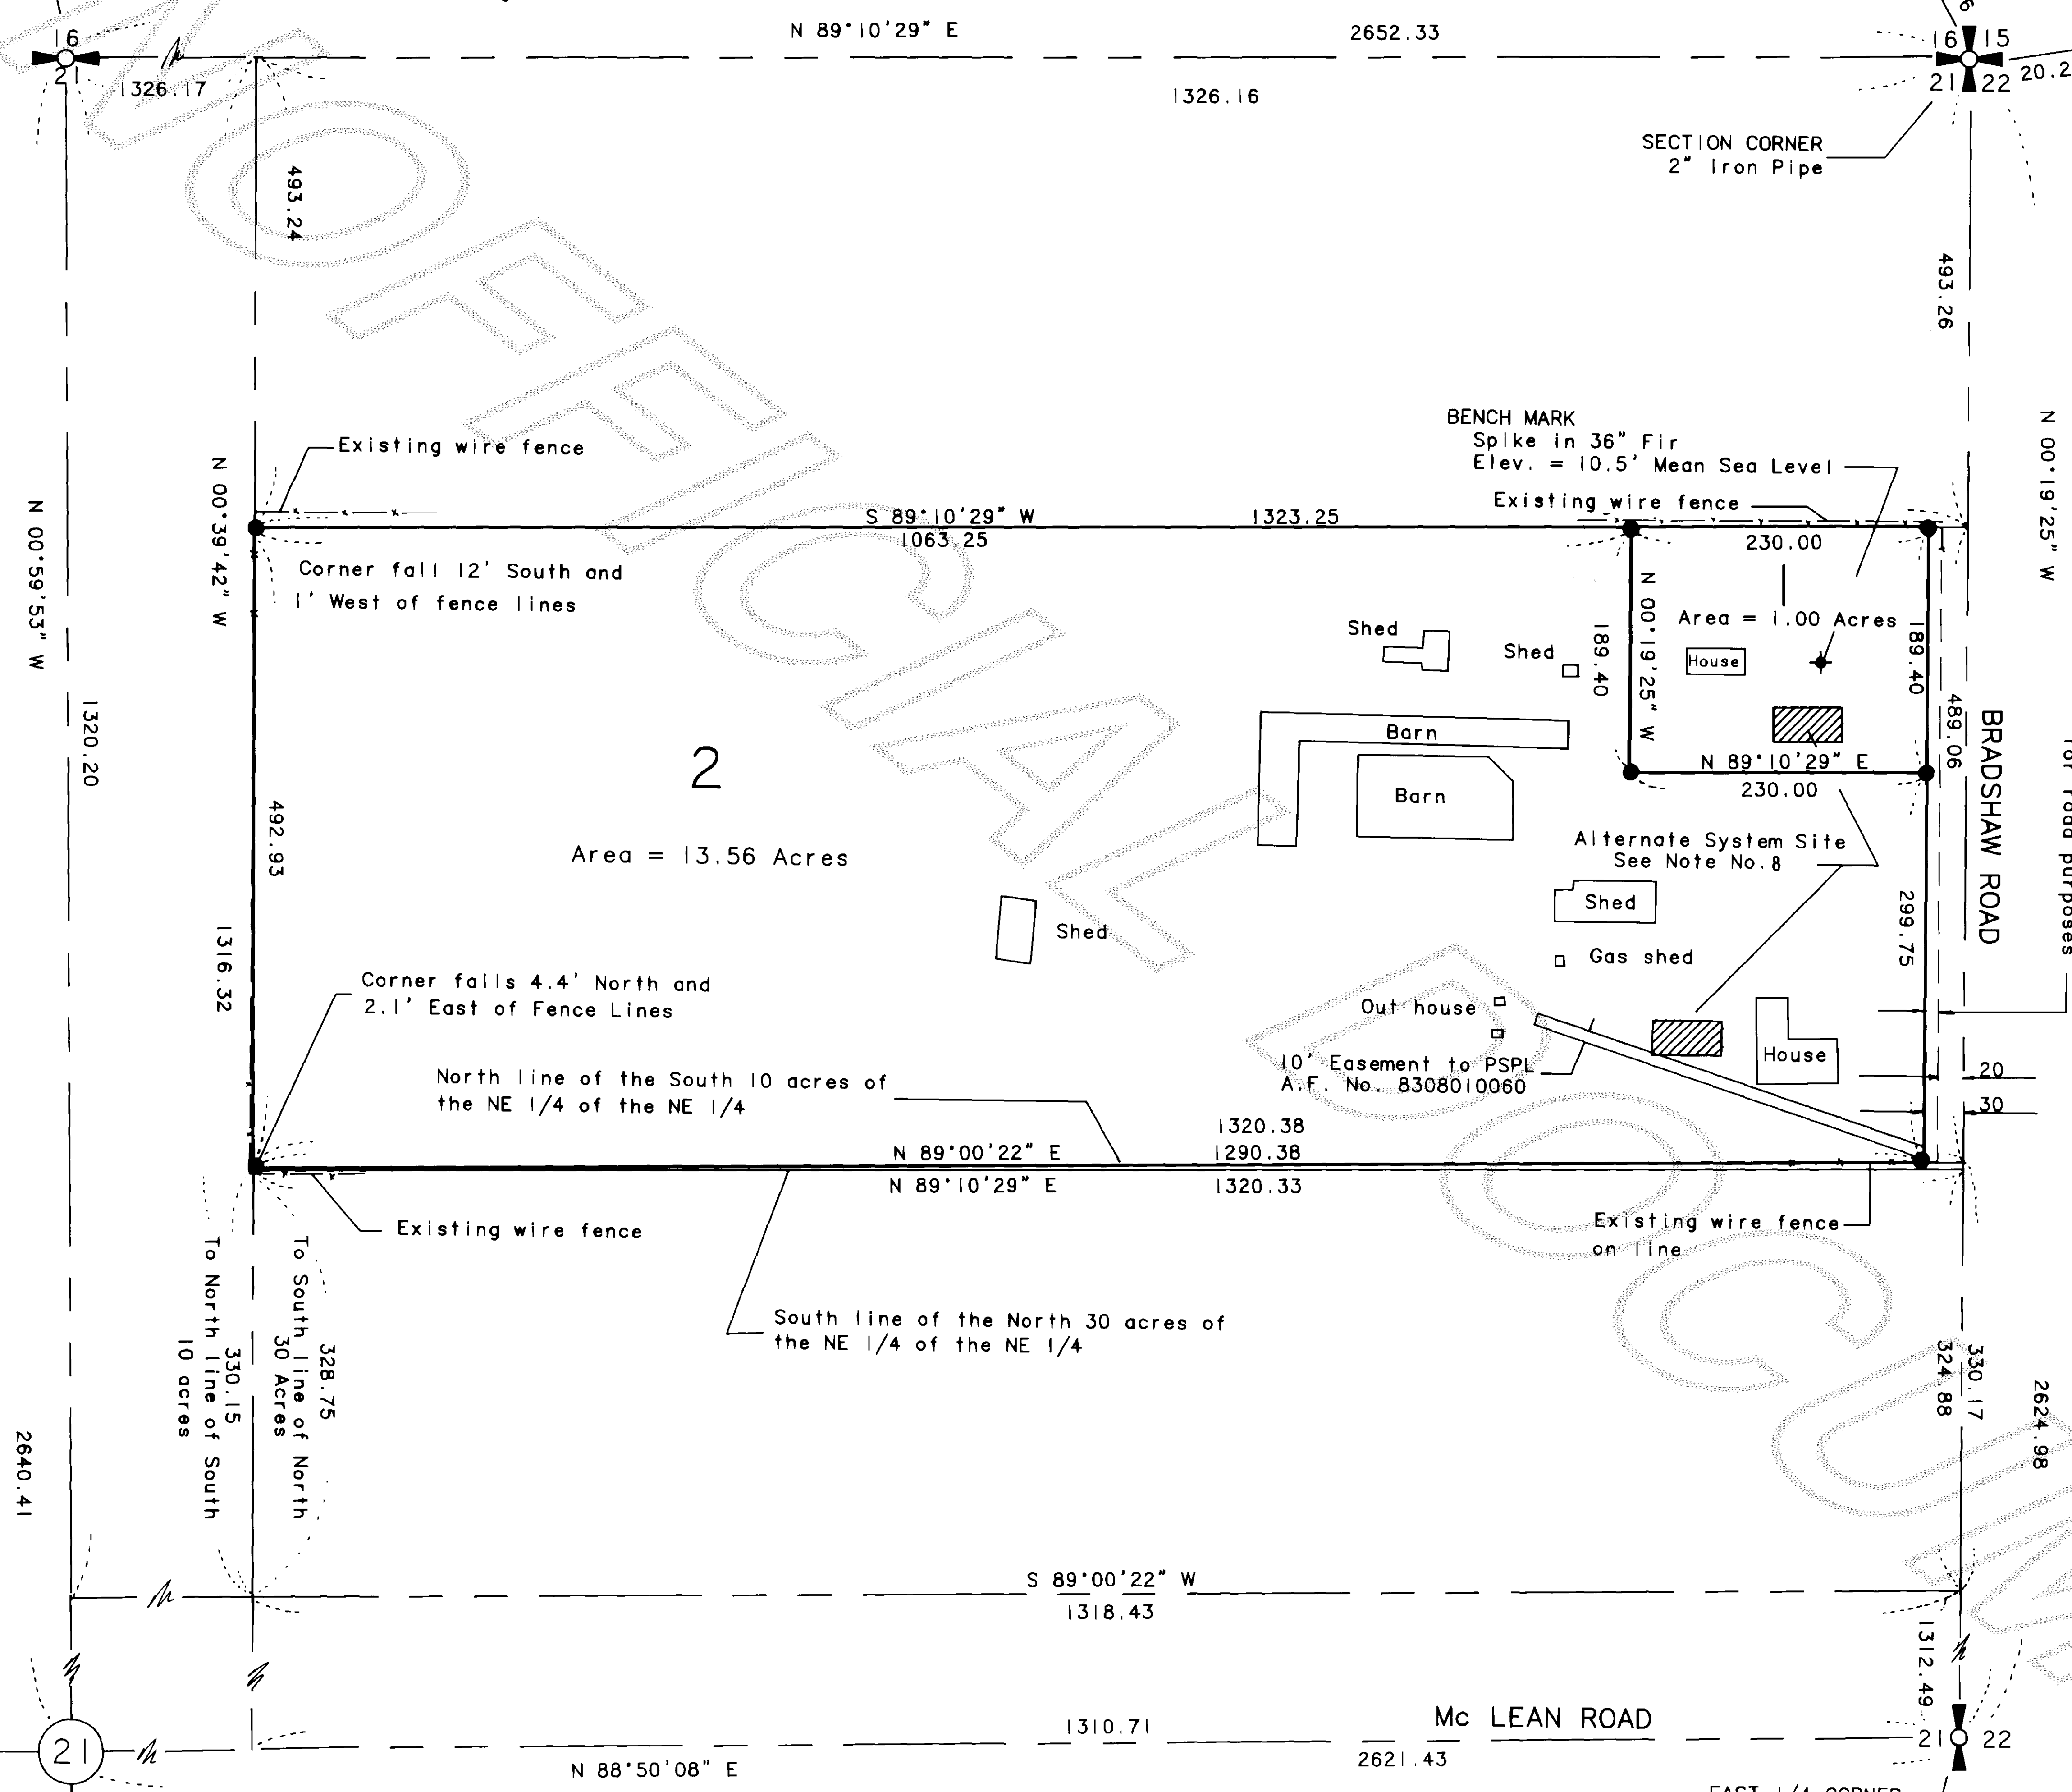 N 89°10'29" E
2652.33
16
21
1326.17
1326.16
16 15
21 22
20.2
SECTION CORNER
2" Iron Pipe
493.24
493.26
N 00°19'25" W
BENCH MARK
Spike in 36" Fir
Elev. = 10.5' Mean Sea Level
Existing wire fence
Existing wire fence
N 00°39'42" W
N 00°59'53" W
S 89°10'29" W
1323.25
1063.25
230.00
Corner fall 12' South and
1' West of fence lines
1
Area = 1.00 Acres
House
189.40
N 00°19'25" W
189.40
Shed
Shed
489.06
BRADSHAW ROAD
for road purposes
1320.20
2
Area = 13.56 Acres
492.93
1316.32
Barn
Barn
N 89°10'29" E
230.00
Alternate System Site
See Note No.8
299.75
Shed
Shed
Gas shed
Out house
House
Corner falls 4.4' North and
2.1' East of Fence Lines
10' Easement to PSPL
A.F. No. 8308010060
20
30
North line of the South 10 acres of
the NE 1/4 of the NE 1/4
1320.38
N 89°00'22" E
1290.38
N 89°10'29" E
1320.33
Existing wire fence
Existing wire fence
on line
South line of the North 30 acres of
the NE 1/4 of the NE 1/4
328.75
To South line of North
30 Acres
330.15
To North line of South
10 acres
330.17
324.88
2624.98
2640.41
S 89°00'22" W
1318.43
1312.49
Mc LEAN ROAD
1310.71
N 88°50'08" E
2621.43
21
21 22
EAST 1/4 CORNER
UNOFFICIAL DOCUM